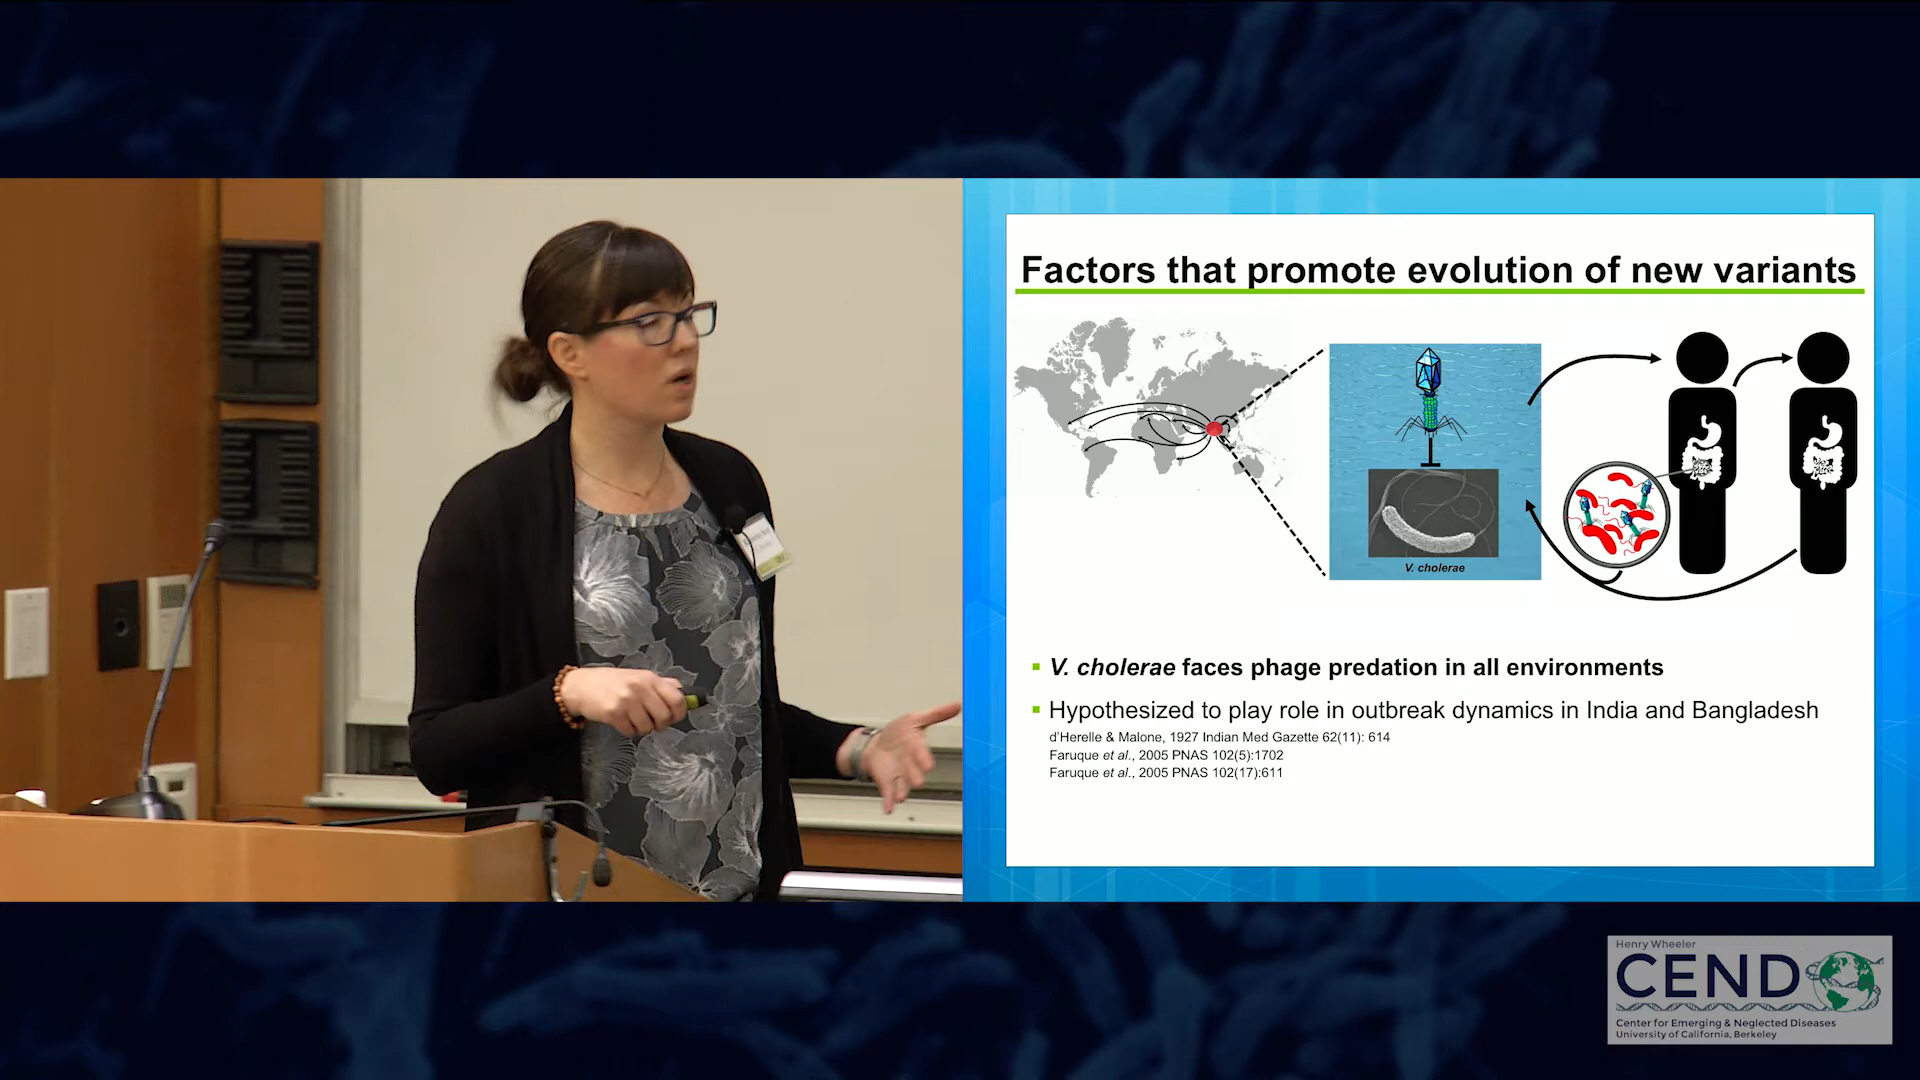 Factors that promote evolution of new variants
V. cholerae
▪ V. cholerae faces phage predation in all environments
▪ Hypothesized to play role in outbreak dynamics in India and Bangladesh
d'Herelle & Malone, 1927 Indian Med Gazette 62(11): 614
Faruque et al., 2005 PNAS 102(5):1702
Faruque et al., 2005 PNAS 102(17):611
Henry Wheeler
CEND
Center for Emerging & Neglected Diseases
University of California, Berkeley